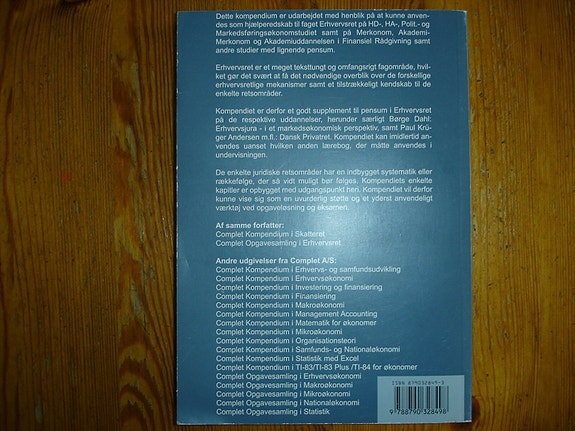 Dette kompendium er udarbejdet med henblik på at kunne anven-
des som hjælperedskab til faget Erhvervsret på HD-, HA-, Polit.- og
Markedsføringsøkonomstudiet samt på Merkonom, Akademi-
Merkonom og Akademiuddannelsen i Finansiel Rådgivning samt
andre studier med lignende pensum.
Erhvervsret er et meget teksttungt og omfangsrigt fagområde, hvil-
ket gør det svært at få det nødvendige overblik over de forskellige
erhvervsretlige mekanismer samt et tilstrækkeligt kendskab til de
enkelte retsområder.
Kompendiet er derfor et godt supplement til pensum i Erhvervsret
på de respektive uddannelser, herunder særligt Børge Dahl:
Erhvervsjura - i et markedsøkonomisk perspektiv, samt Paul Krü-
ger Andersen m.fl.: Dansk Privatret. Kompendiet kan imidlertid an-
vendes uanset hvilken anden lærebog, der måtte anvendes i
undervisningen.
De enkelte juridiske retsområder har en indbygget systematik eller
rækkefølge, der så vidt muligt bør følges. Kompendiets enkelte
kapitler er opbygget med udgangspunkt heri. Kompendiet vil derfor
kunne vise sig som en uvurderlig støtte og et yderst anvendeligt
værktøj ved opgaveløsning og eksamen.
Af samme forfatter:
Complet Kompendium i Skatteret
Complet Opgavesamling i Erhvervsret
Andre udgivelser fra Complet A/S:
Complet Kompendium i Erhvervs- og samfundsudvikling
Complet Kompendium i Erhvervsøkonomi
Complet Kompendium i Investering og finansiering
Complet Kompendium i Finansiering
Complet Kompendium i Makroøkonomi
Complet Kompendium i Management Accounting
Complet Kompendium i Matematik for økonomer
Complet Kompendium i Mikroøkonomi
Complet Kompendium i Organisationsteori
Complet Kompendium i Samfunds- og Nationaløkonomi
Complet Kompendium i Statistik med Excel
Complet Kompendium i TI-83/TI-83 Plus /TI-84 for økonomer
Complet Opgavesamling i Erhvervsøkonomi
Complet Opgavesamling i Makroøkonomi
Complet Opgavesamling i Mikroøkonomi
Complet Opgavesamling i Nationaløkonomi
Complet Opgavesamling i Statistik
ISBN 879032849-3
9 788790 328498